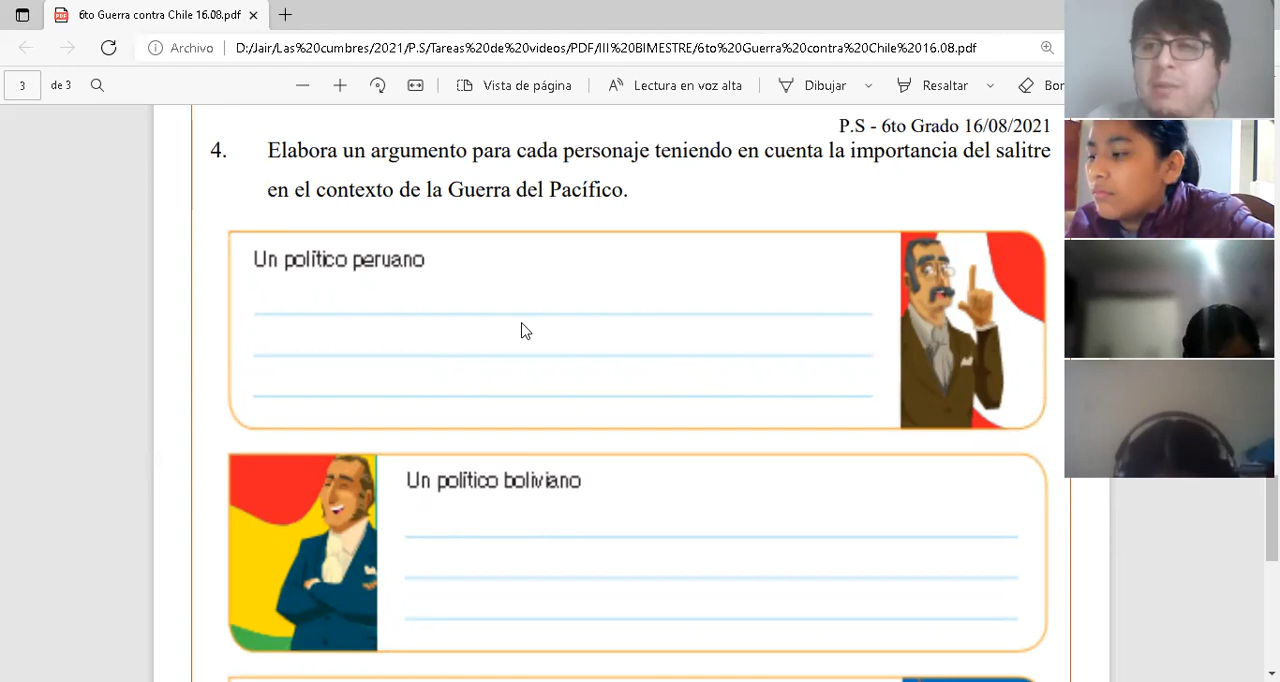 6to Guerra contra Chile 16.08.pdf
Archivo
D:/Jair/Las%20cumbres/2021/P.S/Tareas%20de%20videos/PDF/III%20BIMESTRE/6to%20Guerra%20contra%20Chile%2016.08.pdf
3 de 3
Vista de página
Lectura en voz alta
Dibujar
Resaltar
Bor
P.S - 6to Grado 16/08/2021
4. Elabora un argumento para cada personaje teniendo en cuenta la importancia del salitre
en el contexto de la Guerra del Pacífico.
Un político peruano
Un político boliviano